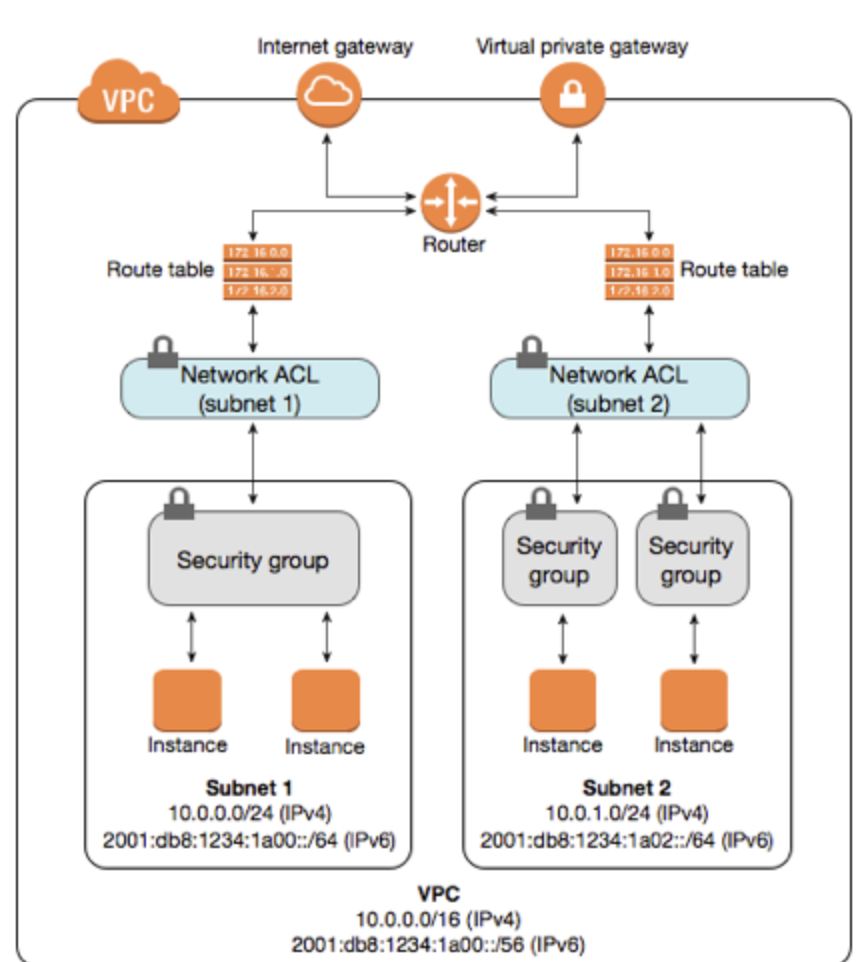 Internet gateway
Virtual private gateway
VPC
Router
Route table
172.16.0.0
172.16. .0
172.16.2.0
172.16.0.0
172.16.1.0
172.16.2.0
Route table
Network ACL
(subnet 1)
Network ACL
(subnet 2)
Security group
Security
group
Security
group
Instance
Instance
Instance
Instance
Subnet 1
10.0.0.0/24 (IPv4)
2001:db8:1234:1a00::/64 (IPv6)
Subnet 2
10.0.1.0/24 (IPv4)
2001:db8:1234:1a02::/64 (IPv6)
VPC
10.0.0.0/16 (IPv4)
2001:db8:1234:1a00::/56 (IPv6)